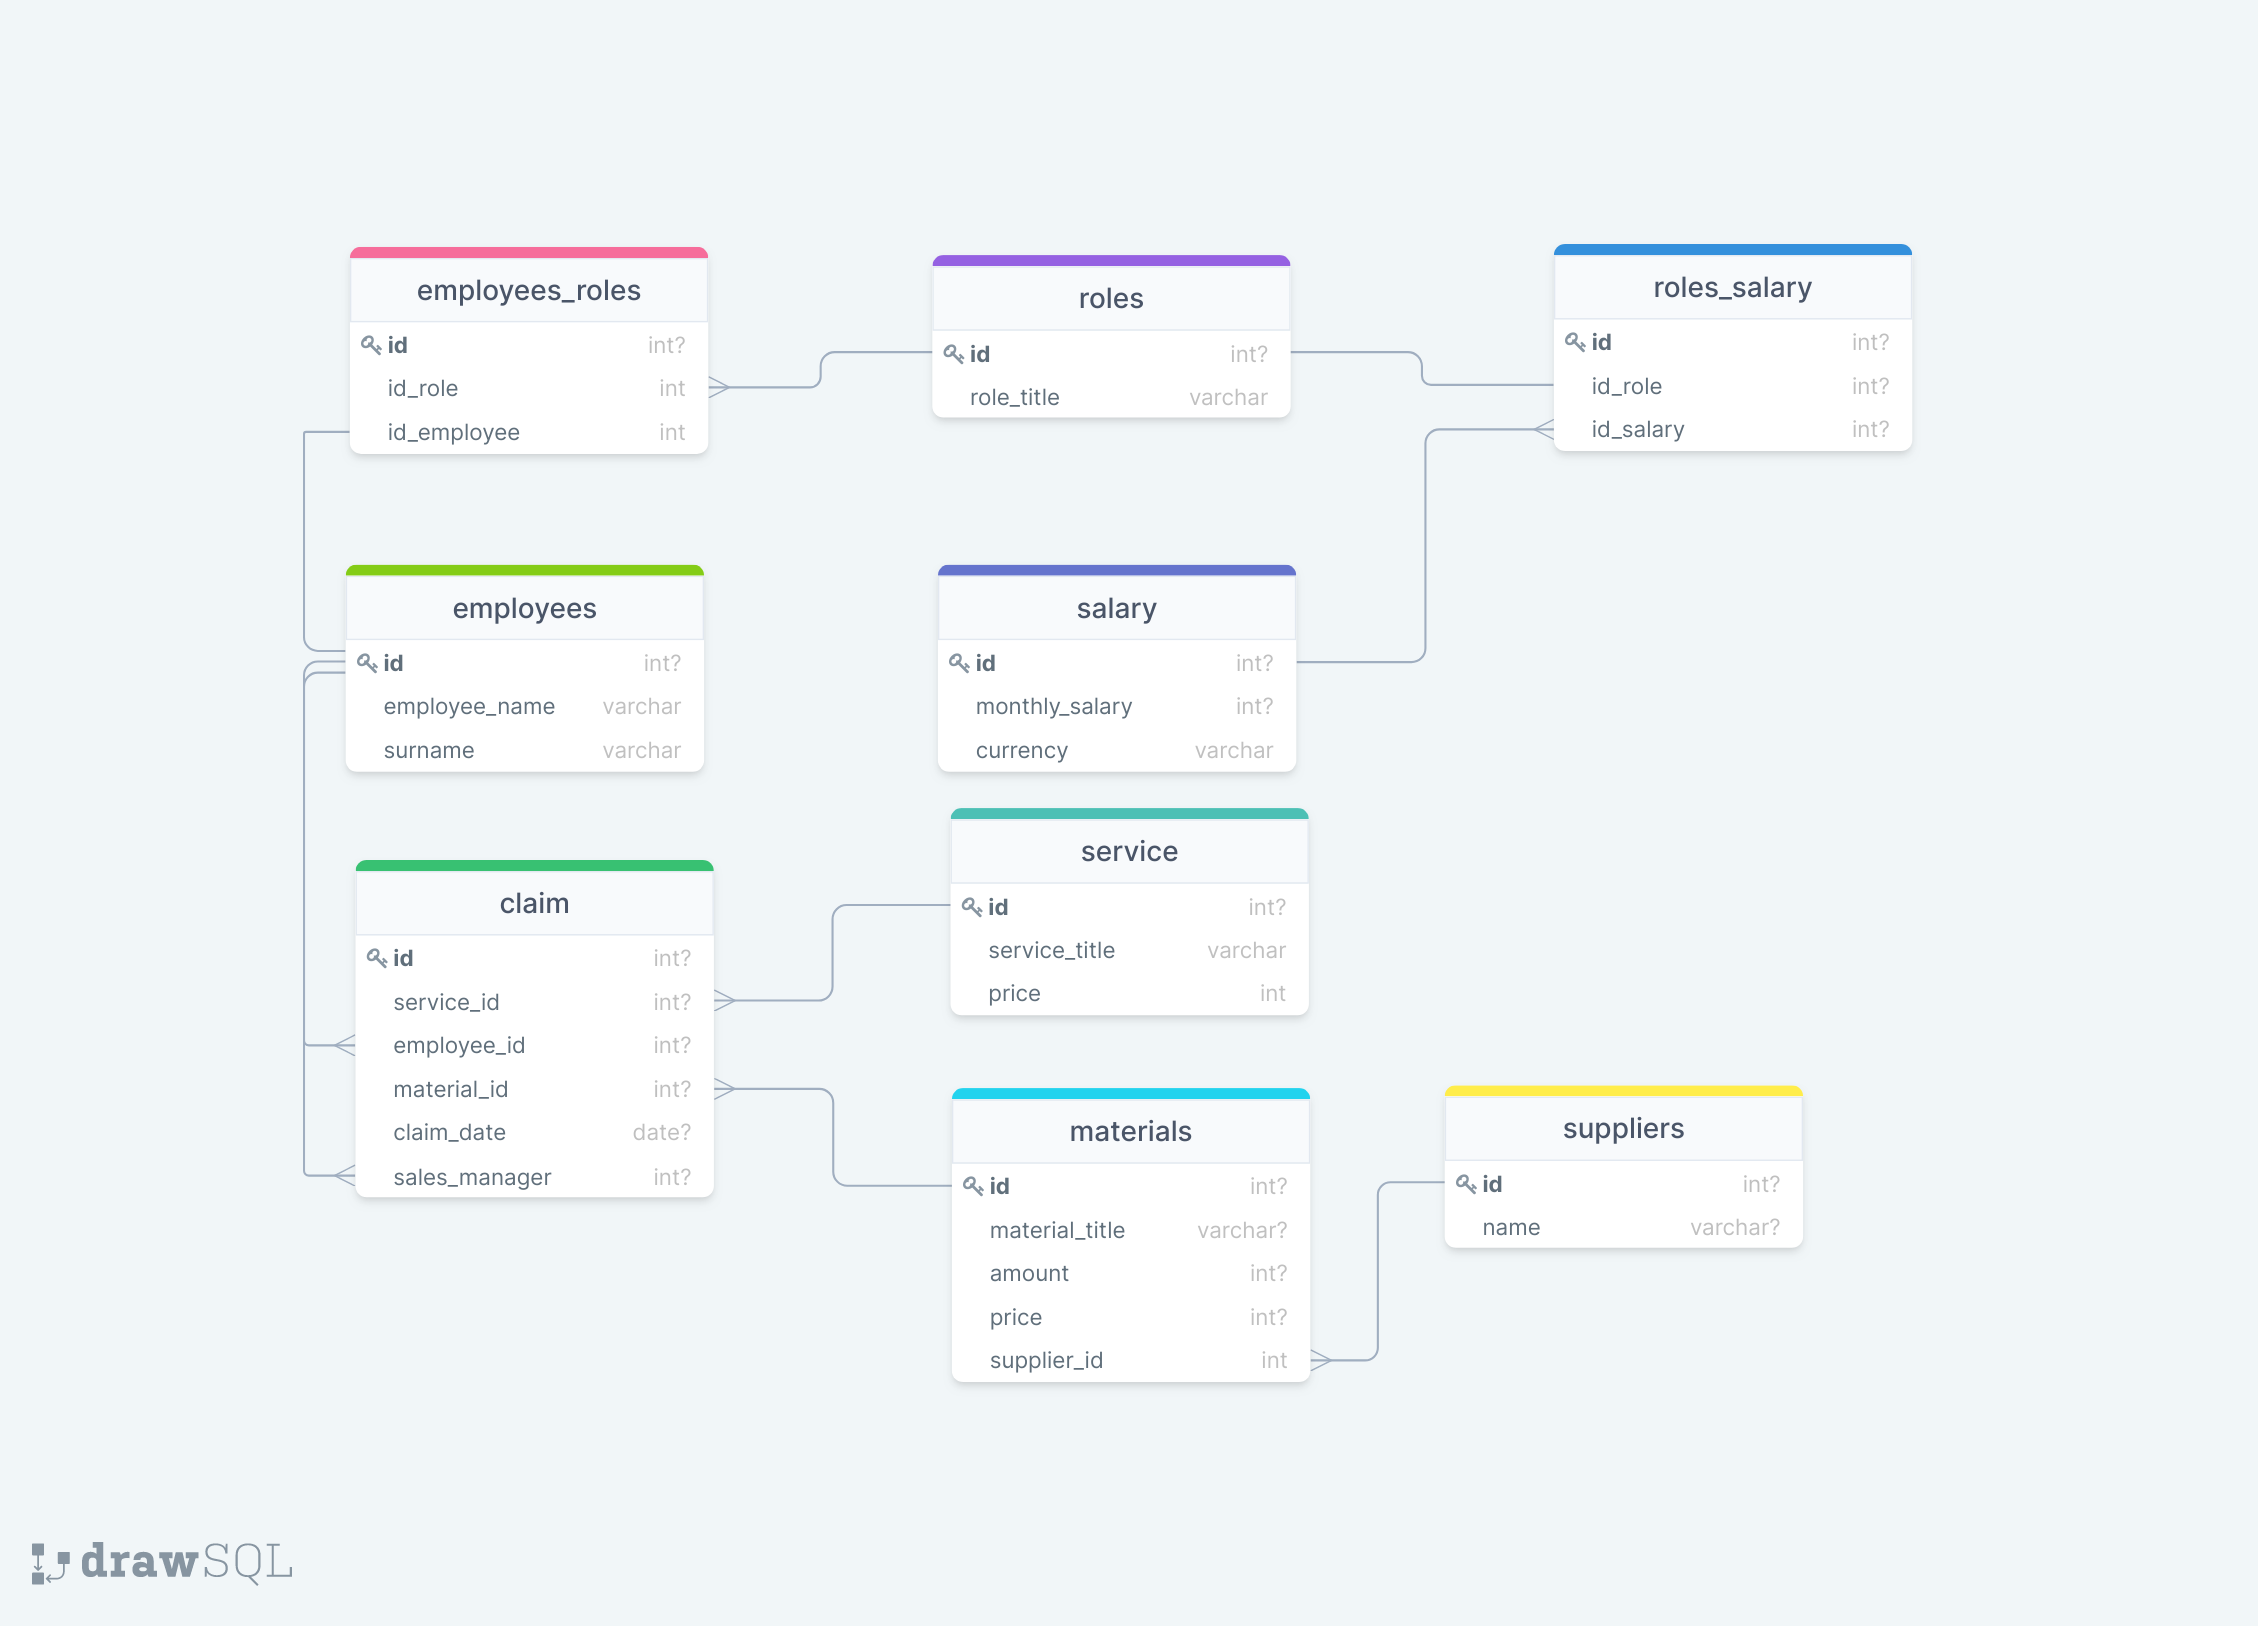 employees_roles
id int?
id_role int
id_employee int
roles
id int?
role_title varchar
roles_salary
id int?
id_role int?
id_salary int?
employees
id int?
employee_name varchar
surname varchar
salary
id int?
monthly_salary int?
currency varchar
service
id int?
service_title varchar
price int
claim
id int?
service_id int?
employee_id int?
material_id int?
claim_date date?
sales_manager int?
materials
id int?
material_title varchar?
amount int?
price int?
supplier_id int
suppliers
id int?
name varchar?
drawSQL